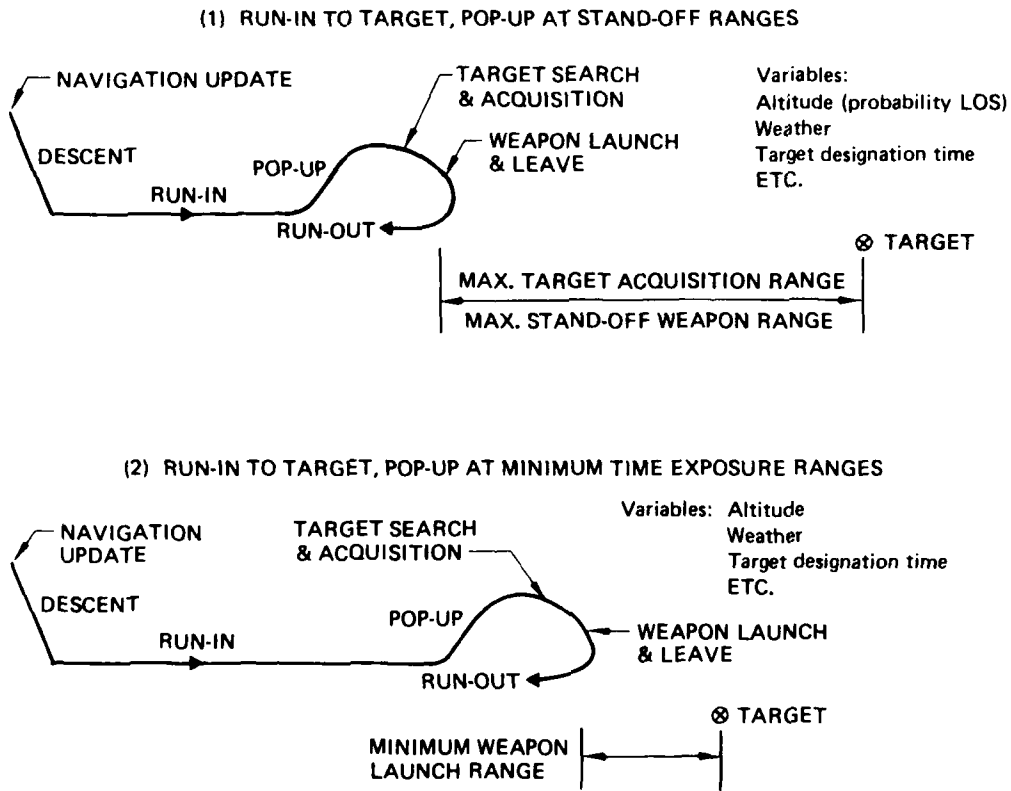 (1) RUN-IN TO TARGET, POP-UP AT STAND-OFF RANGES
NAVIGATION UPDATE
TARGET SEARCH
& ACQUISITION
Variables:
Altitude (probability LOS)
Weather
Target designation time
ETC.
WEAPON LAUNCH
& LEAVE
DESCENT
POP-UP
RUN-IN
RUN-OUT
TARGET
MAX. TARGET ACQUISITION RANGE
MAX. STAND-OFF WEAPON RANGE
(2) RUN-IN TO TARGET, POP-UP AT MINIMUM TIME EXPOSURE RANGES
NAVIGATION
UPDATE
TARGET SEARCH
& ACQUISITION
Variables: Altitude
Weather
Target designation time
ETC.
DESCENT
POP-UP
RUN-IN
WEAPON LAUNCH
& LEAVE
RUN-OUT
TARGET
MINIMUM WEAPON
LAUNCH RANGE